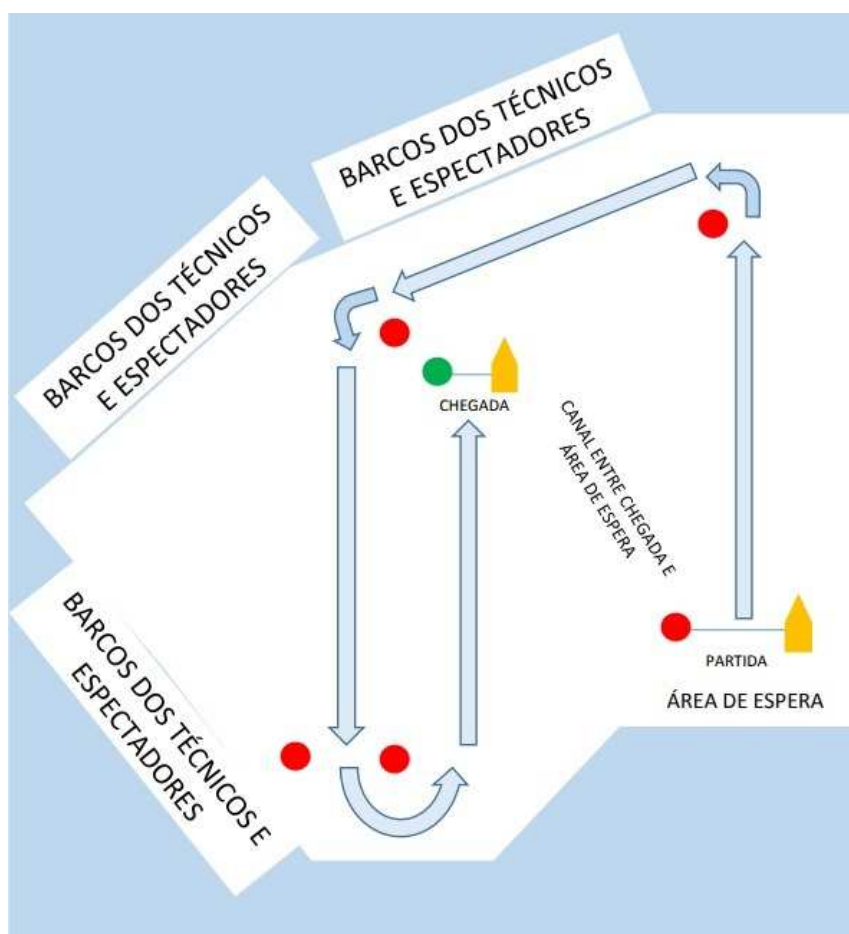 BARCOS DOS TÉCNICOS
E ESPECTADORES
BARCOS DOS TÉCNICOS
E ESPECTADORES
CHEGADA
CANAL ENTRE CHEGADA E
ÁREA DE ESPERA
PARTIDA
ÁREA DE ESPERA
BARCOS DOS TÉCNICOS E
ESPECTADORES